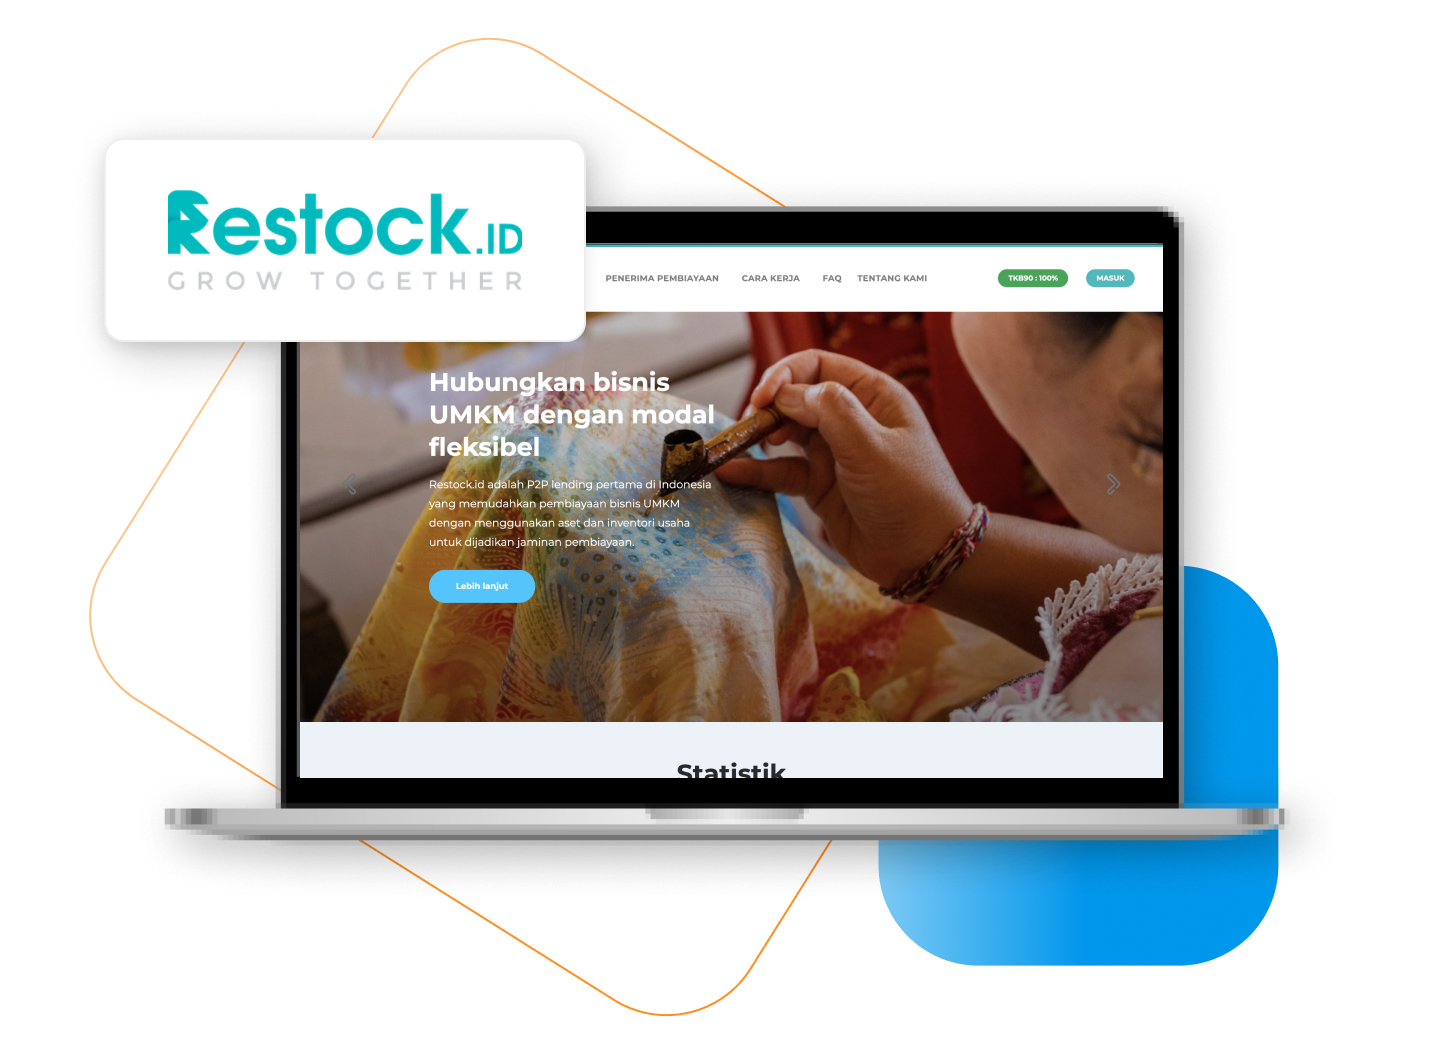 Restock.ID
GROW TOGETHER
PENERIMA PEMBIAYAAN CARA KERJA FAQ TENTANG KAMI TKB90 : 100% MASUK
Hubungkan bisnis
UMKM dengan modal
fleksibel
Restock.id adalah P2P lending pertama di Indonesia
yang memudahkan pembiayaan bisnis UMKM
dengan menggunakan aset dan inventori usaha
untuk dijadikan jaminan pembiayaan.
Lebih lanjut
Statistik